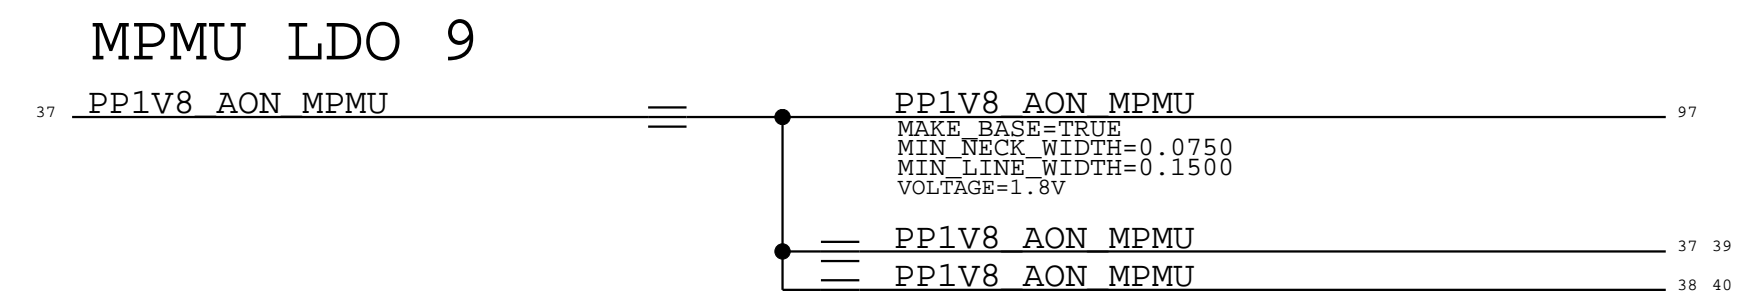 MPMU LDO 9
37 PP1V8_AON_MPMU PP1V8_AON_MPMU 97
MAKE_BASE=TRUE
MIN_NECK_WIDTH=0.0750
MIN_LINE_WIDTH=0.1500
VOLTAGE=1.8V
PP1V8_AON_MPMU 37 39
PP1V8_AON_MPMU 38 40